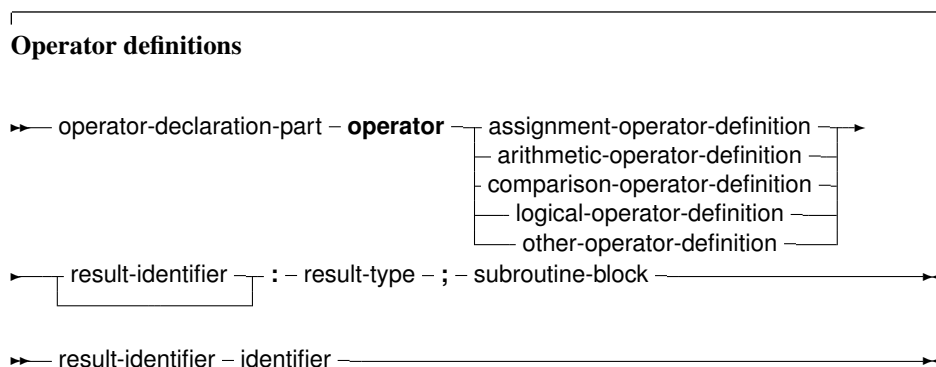 Operator definitions
operator-declaration-part operator assignment-operator-definition
arithmetic-operator-definition
comparison-operator-definition
logical-operator-definition
other-operator-definition
result-identifier : result-type ; subroutine-block
result-identifier identifier